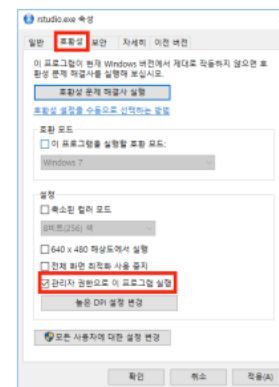 rstudio.exe 속성
일반 호환성 보안 자세히 이전 버전
이 프로그램이 현재 Windows 버전에서 제대로 작동하지 않으면 호
환성 문제 해결사를 실행해 보십시오.
호환성 문제 해결사 실행
호환성 설정을 수동으로 선택하는 방법
호환 모드
이 프로그램을 실행할 호환 모드:
Windows 7
설정
축소된 컬러 모드
8비트(256) 색
640 x 480 해상도에서 실행
전체 화면 최적화 사용 중지
관리자 권한으로 이 프로그램 실행
높은 DPI 설정 변경
모든 사용자에 대한 설정 변경
확인 취소 적용(A)